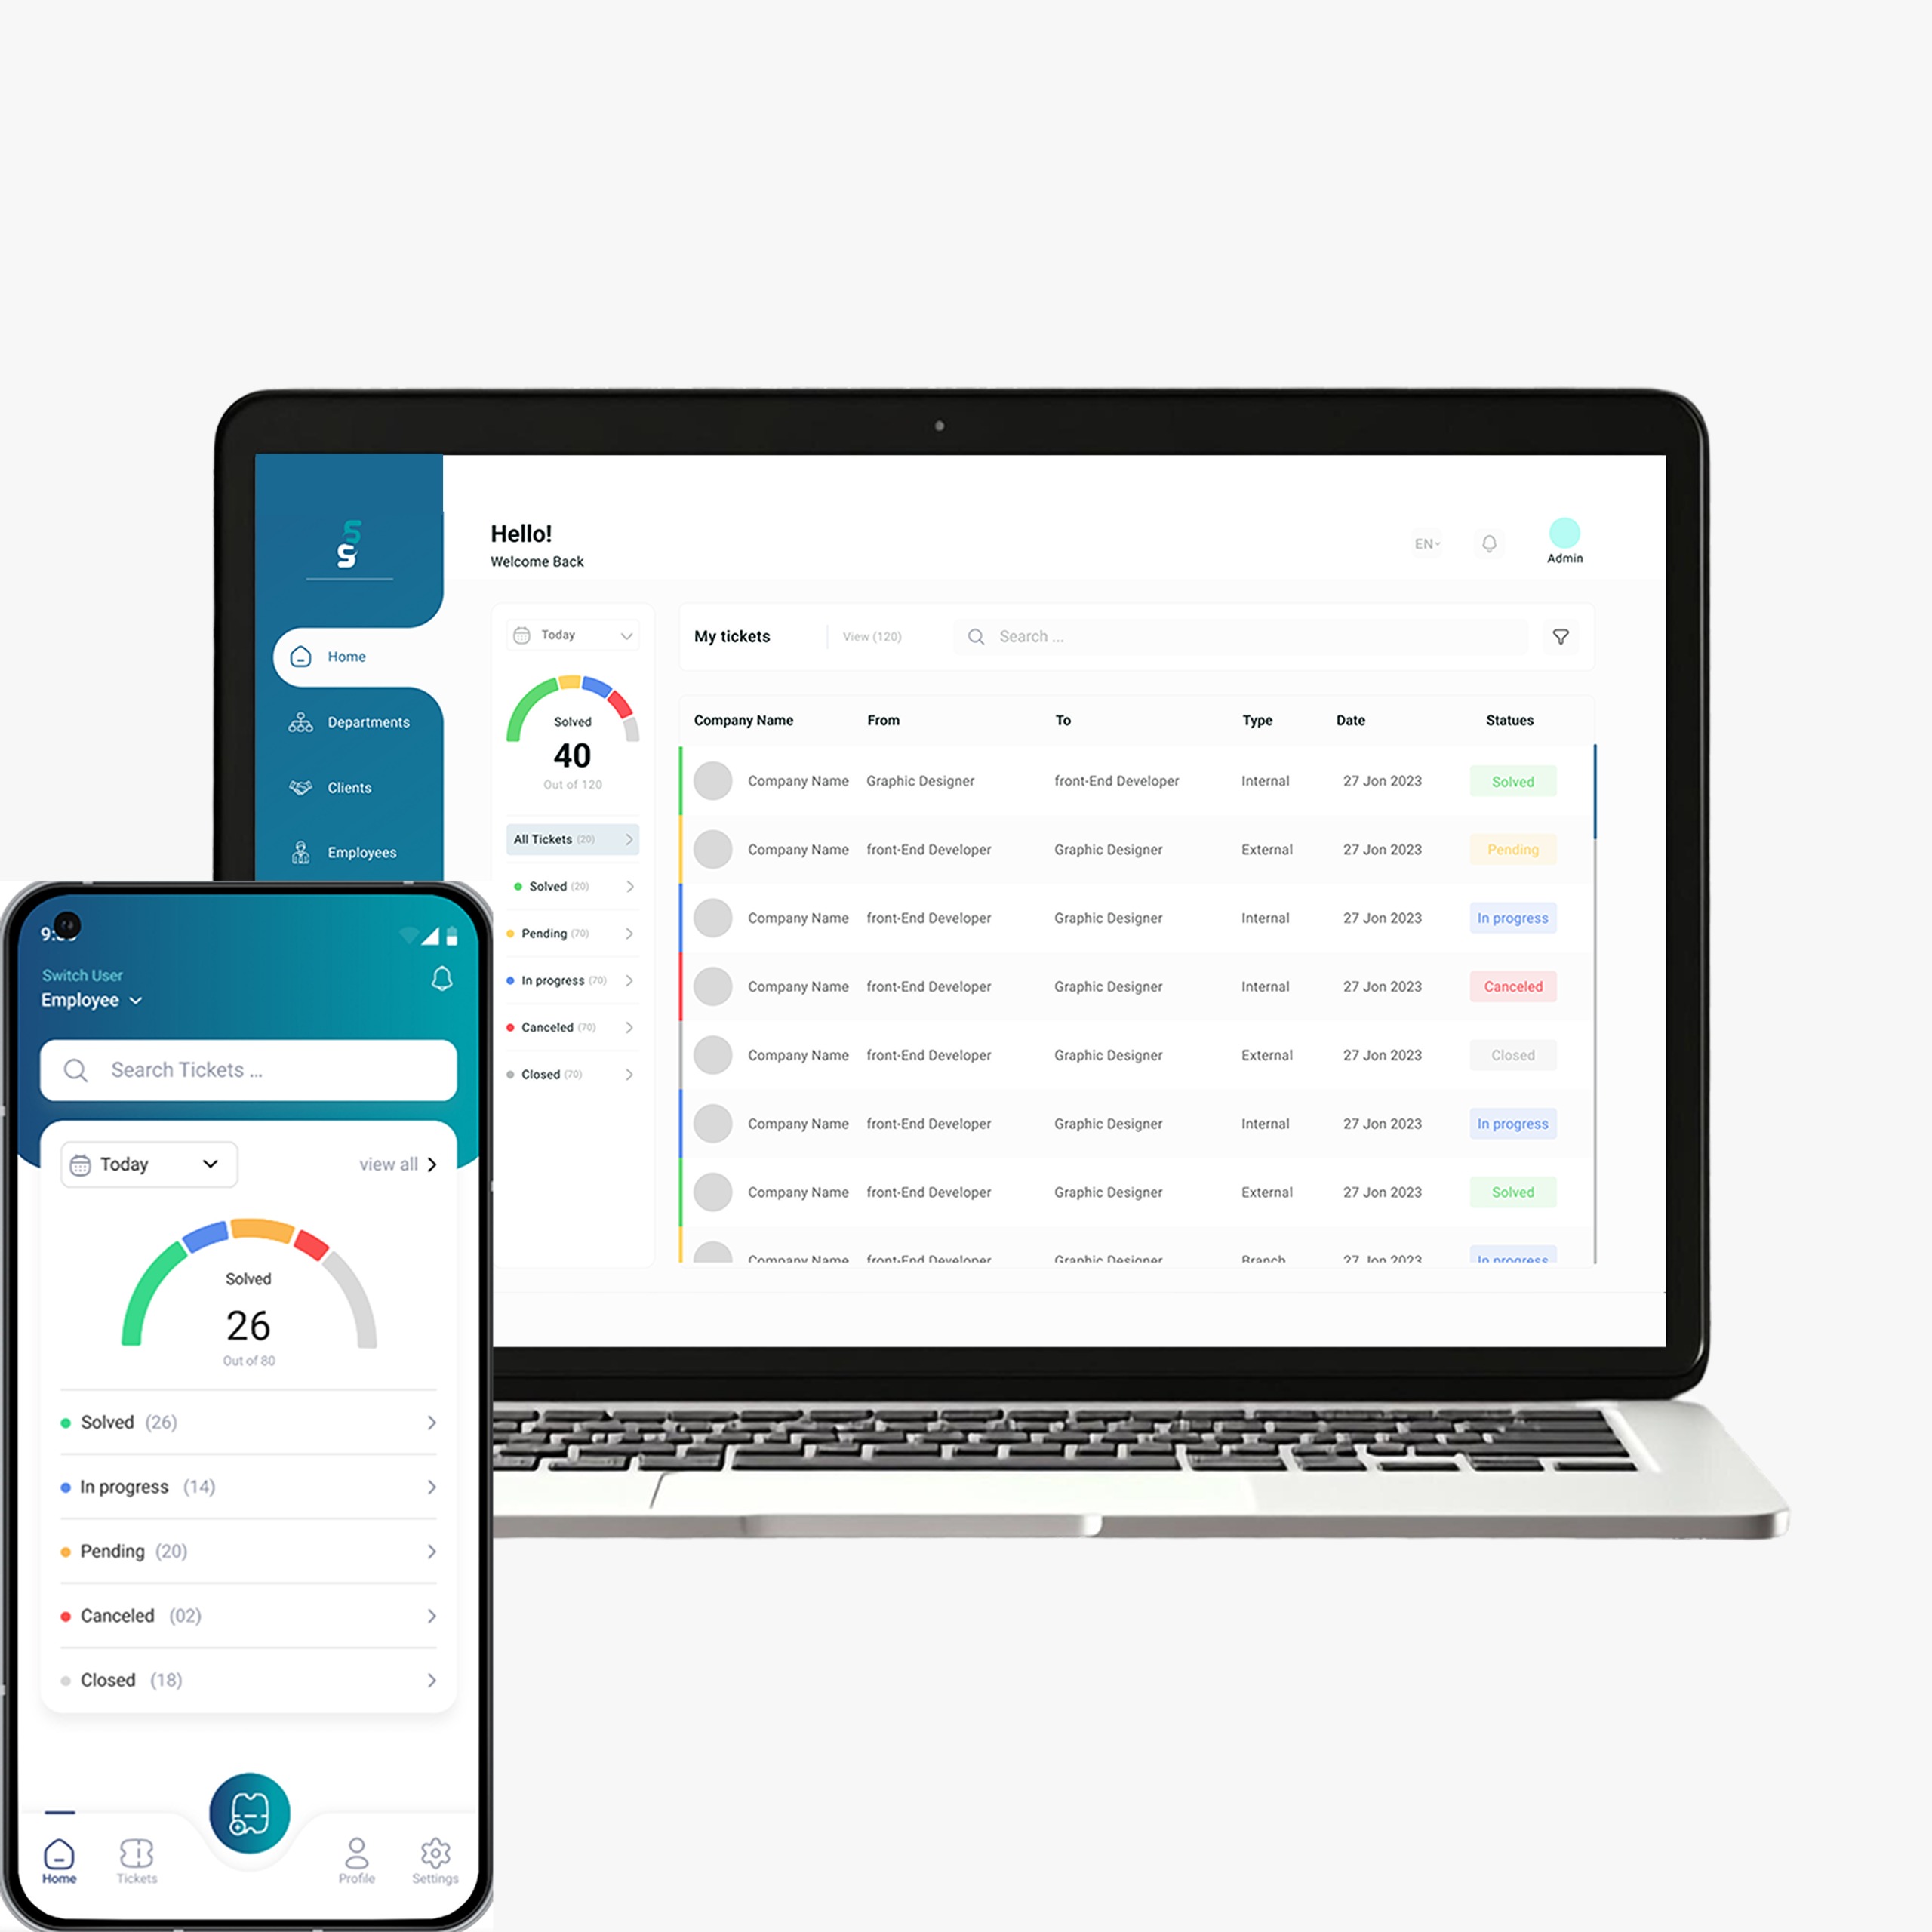 Hello!
Welcome Back
EN
Admin
Home
Departments
Clients
Employees
Today
Solved
40
Out of 120
All Tickets (20)
Solved (20)
Pending (70)
In progress (70)
Canceled (70)
Closed (70)
My tickets View (120) Search ...
Company Name From To Type Date Statues
Company Name Graphic Designer front-End Developer Internal 27 Jon 2023 Solved
Company Name front-End Developer Graphic Designer External 27 Jon 2023 Pending
Company Name front-End Developer Graphic Designer Internal 27 Jon 2023 In progress
Company Name front-End Developer Graphic Designer Internal 27 Jon 2023 Canceled
Company Name front-End Developer Graphic Designer External 27 Jon 2023 Closed
Company Name front-End Developer Graphic Designer Internal 27 Jon 2023 In progress
Company Name front-End Developer Graphic Designer External 27 Jon 2023 Solved
Company Name front-End Developer Graphic Designer Branch 27 Jon 2023 In progress
Switch User
Employee
Search Tickets ...
Today view all
Solved
26
Out of 80
Solved (26)
In progress (14)
Pending (20)
Canceled (02)
Closed (18)
Home Tickets Profile Settings